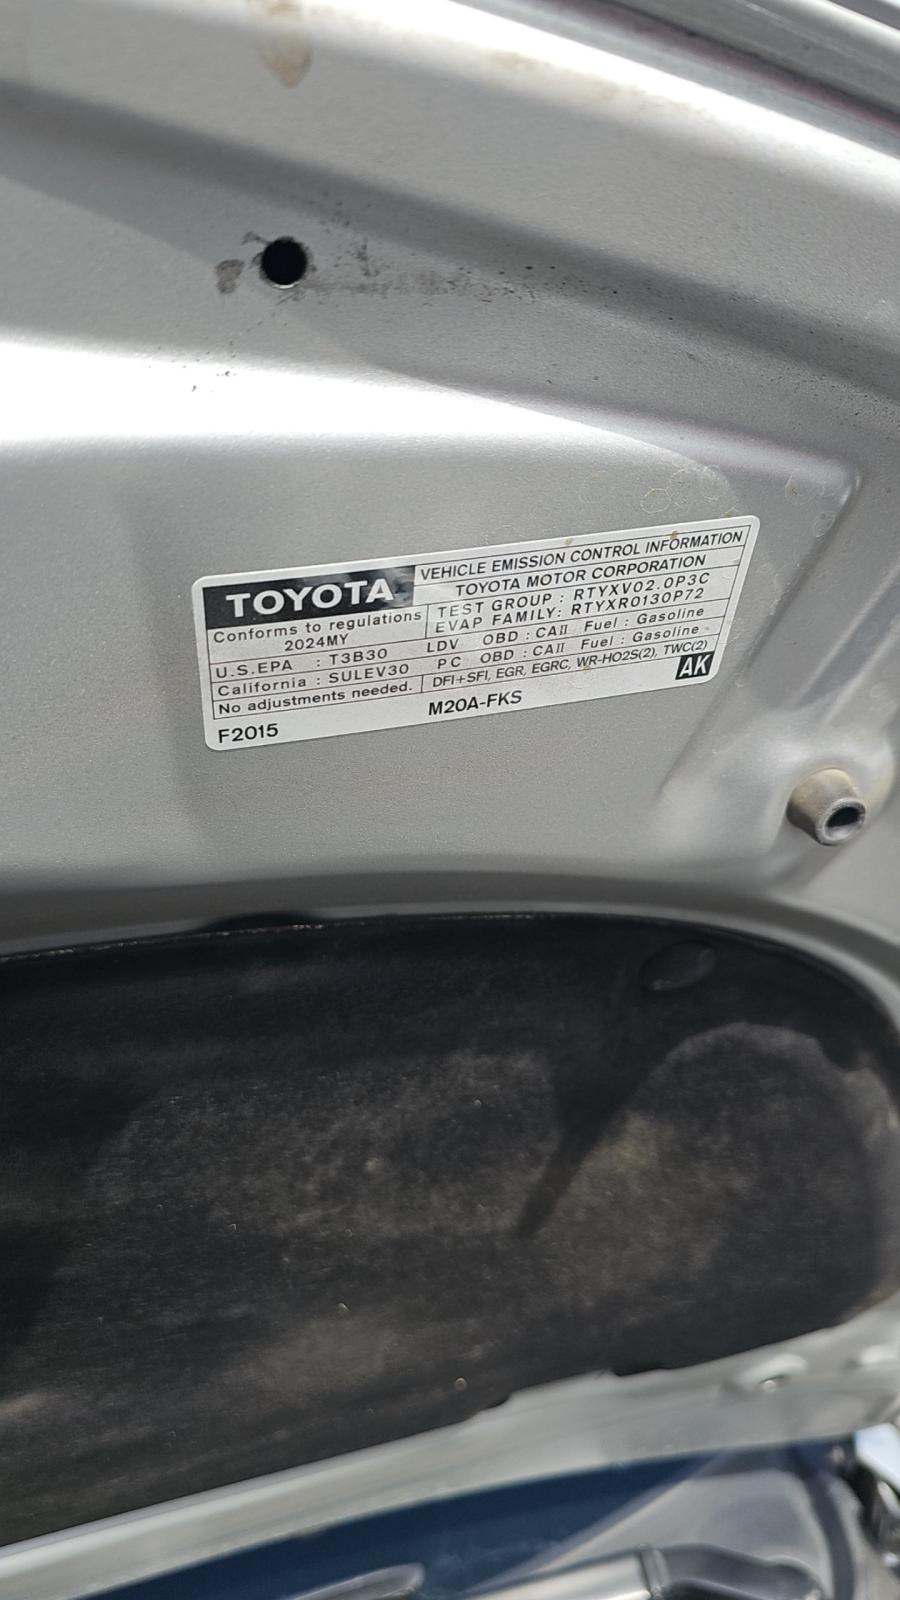 TOYOTA
VEHICLE EMISSION CONTROL INFORMATION
TOYOTA MOTOR CORPORATION
Conforms to regulations
2024MY
TEST GROUP : RTYXV02.0P3C
EVAP FAMILY: RTYXR0130P72
U.S.EPA : T3B30 LDV OBD : CAII Fuel : Gasoline
California : SULEV30 PC OBD : CAII Fuel : Gasoline
No adjustments needed. DFI+SFI, EGR, EGRC, WR-HO2S(2), TWC(2)
F2015 M20A-FKS AK